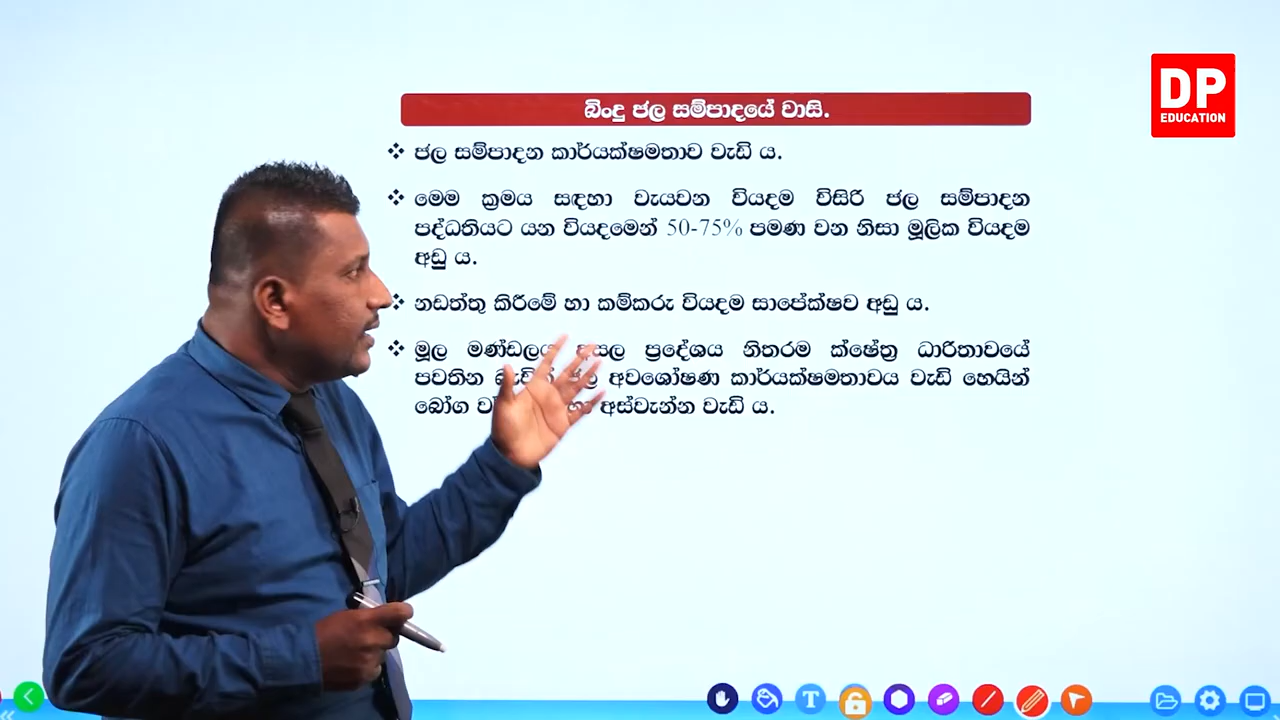 DP
EDUCATION
බිංදු ජල සම්පාදයේ වාසි.
❖ ජල සම්පාදන කාර්යක්ෂමතාව වැඩි ය.
❖ මෙම ක්‍රමය සඳහා වැයවන වියදම විසිරි ජල සම්පාදන
පද්ධතියට යන වියදමෙන් 50-75% පමණ වන නිසා මූලික වියදම
අඩු ය.
❖ නඩත්තු කිරීමේ හා කම්කරු වියදම සාපේක්ෂව අඩු ය.
❖ මූල මණ්ඩලය ප්‍රදේශය නිතරම ක්ෂේත්‍ර ධාරිතාවයේ
පවතින අවශෝෂණ කාර්යක්ෂමතාවය වැඩි හෙයින්
බෝග අස්වැන්න වැඩි ය.
T